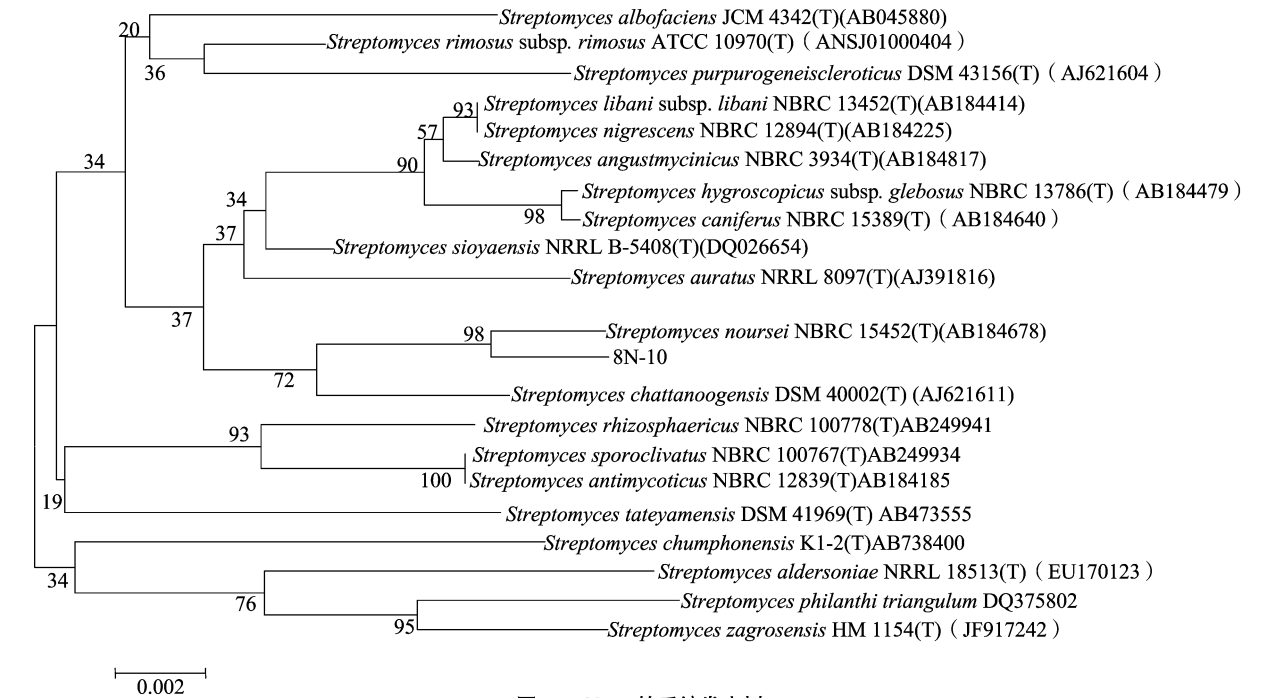 Streptomyces albofaciens JCM 4342(T)(AB045880)
20
Streptomyces rimosus subsp. rimosus ATCC 10970(T)（ANSJ01000404）
36
Streptomyces purpurogeneiscleroticus DSM 43156(T)（AJ621604）
93
Streptomyces libani subsp. libani NBRC 13452(T)(AB184414)
57
Streptomyces nigrescens NBRC 12894(T)(AB184225)
34
90
Streptomyces angustmycinicus NBRC 3934(T)(AB184817)
Streptomyces hygroscopicus subsp. glebosus NBRC 13786(T)（AB184479）
34
98
Streptomyces caniferus NBRC 15389(T)（AB184640）
37
Streptomyces sioyaensis NRRL B-5408(T)(DQ026654)
Streptomyces auratus NRRL 8097(T)(AJ391816)
37
98
Streptomyces noursei NBRC 15452(T)(AB184678)
8N-10
72
Streptomyces chattanoogensis DSM 40002(T) (AJ621611)
93
Streptomyces rhizosphaericus NBRC 100778(T)AB249941
Streptomyces sporoclivatus NBRC 100767(T)AB249934
100
Streptomyces antimycoticus NBRC 12839(T)AB184185
19
Streptomyces tateyamensis DSM 41969(T) AB473555
Streptomyces chumphonensis K1-2(T)AB738400
34
Streptomyces aldersoniae NRRL 18513(T)（EU170123）
76
Streptomyces philanthi triangulum DQ375802
95
Streptomyces zagrosensis HM 1154(T)（JF917242）
0.002